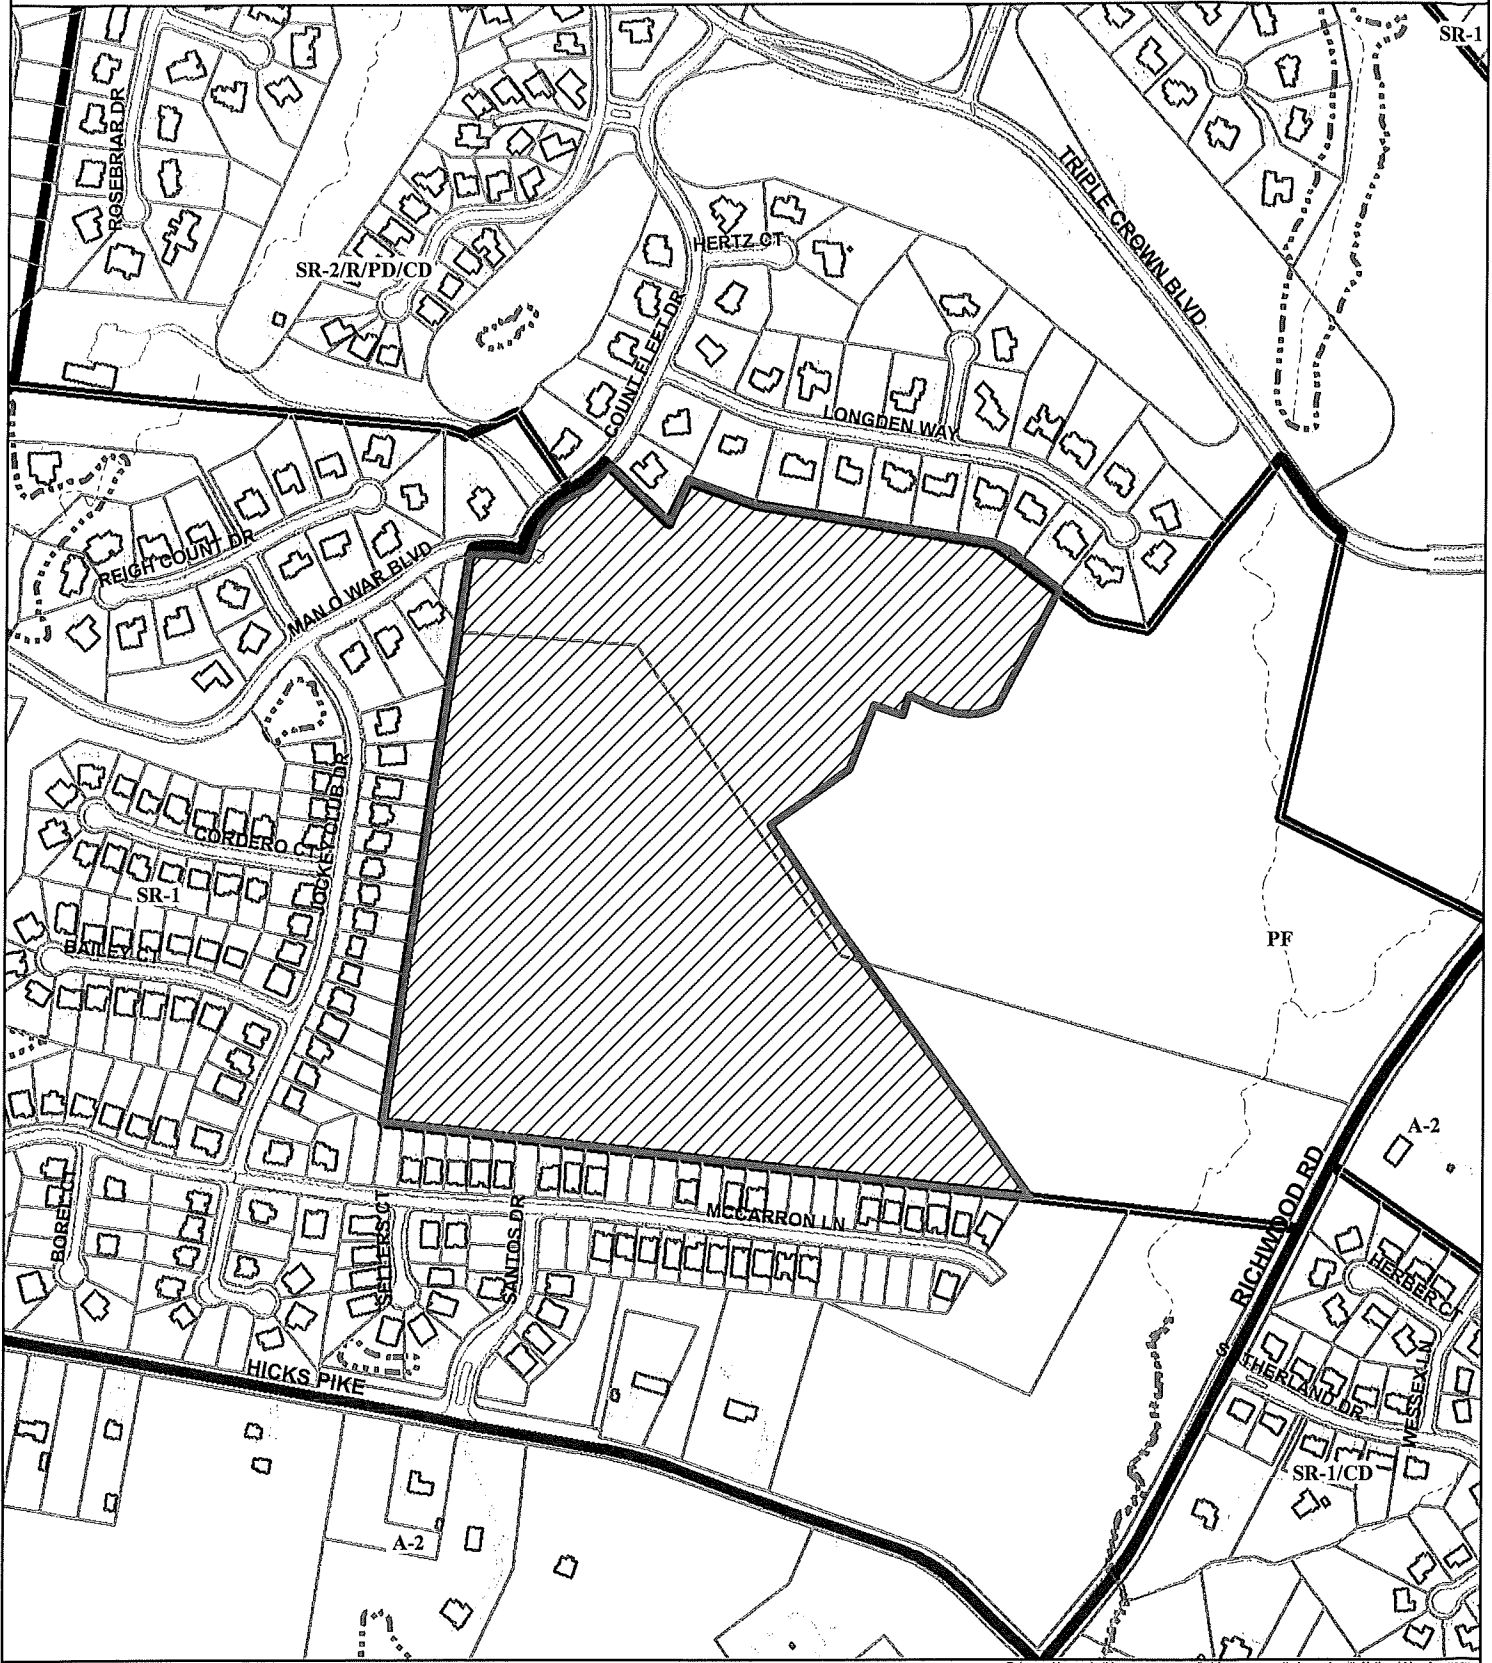 SR-1
ROSEBRIAR DR
TRIPLE CROWN BLVD
HERTZ CT
SR-2/R/PD/CD
COUNT FLEET DR
LONGDEN WAY
REIGH COUNT DR
MAN O WAR BLVD
JOCKEY CLUB DR
CORDERO CT
SR-1
BAILEY CT
PF
A-2
RICHWOOD RD
BOREL CT
SELLERS CT
SANTOS DR
MCCARRON LN
HERBER CT
HICKS PIKE
SUTHERLAND DR
WESSEX LN
SR-1/CD
A-2